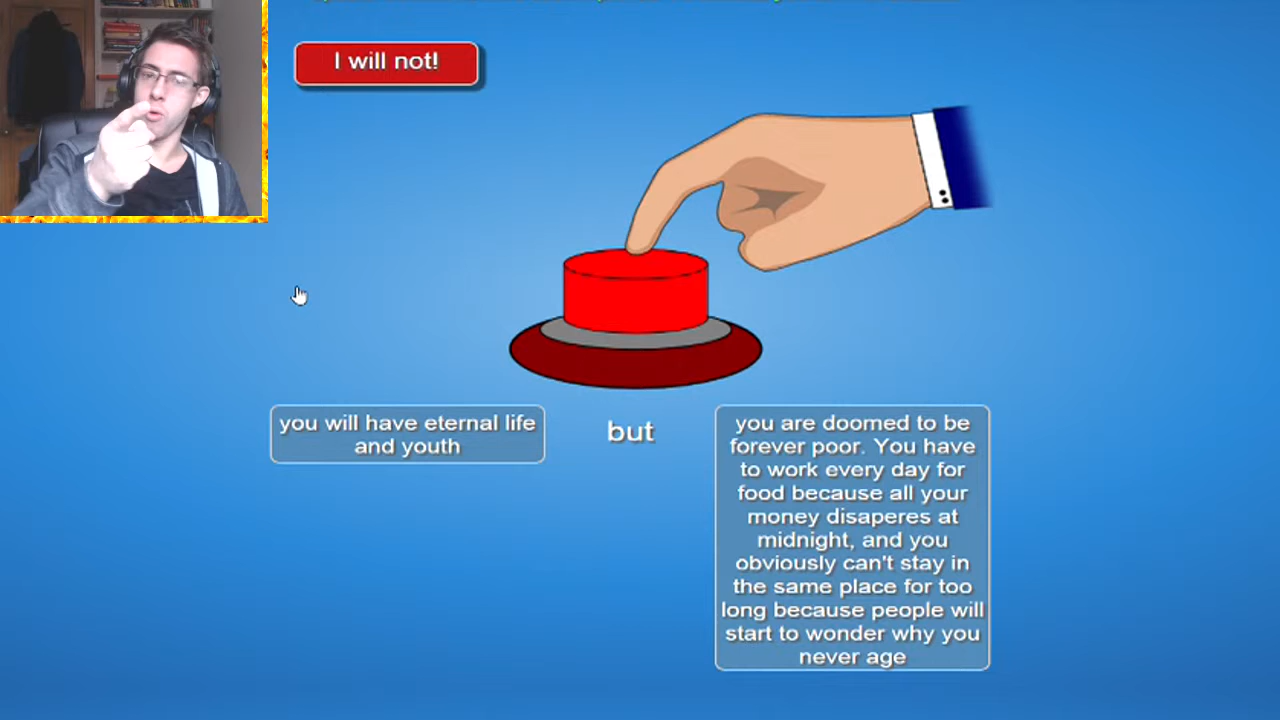 I will not!
you will have eternal life
and youth
but
you are doomed to be
forever poor. You have
to work every day for
food because all your
money disaperes at
midnight, and you
obviously can't stay in
the same place for too
long because people will
start to wonder why you
never age